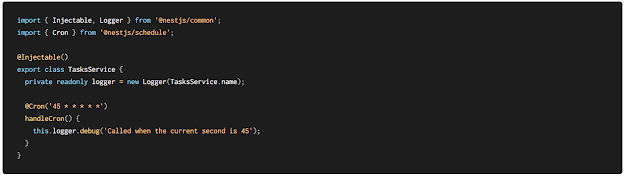 import { Injectable, Logger } from '@nestjs/common';
import { Cron } from '@nestjs/schedule';
@Injectable()
export class TasksService {
private readonly logger = new Logger(TasksService.name);
@Cron('45 * * * * *')
handleCron() {
this.logger.debug('Called when the current second is 45');
}
}